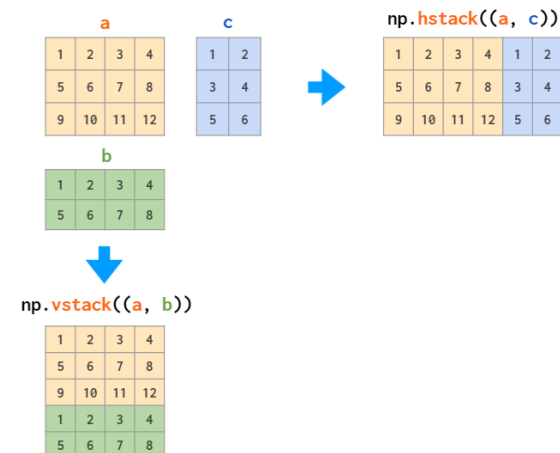 a c np.hstack((a, c))
1 2 3 4 1 2 1 2 3 4 1 2
5 6 7 8 3 4 5 6 7 8 3 4
9 10 11 12 5 6 9 10 11 12 5 6
b
1 2 3 4
5 6 7 8
np.vstack((a, b))
1 2 3 4
5 6 7 8
9 10 11 12
1 2 3 4
5 6 7 8